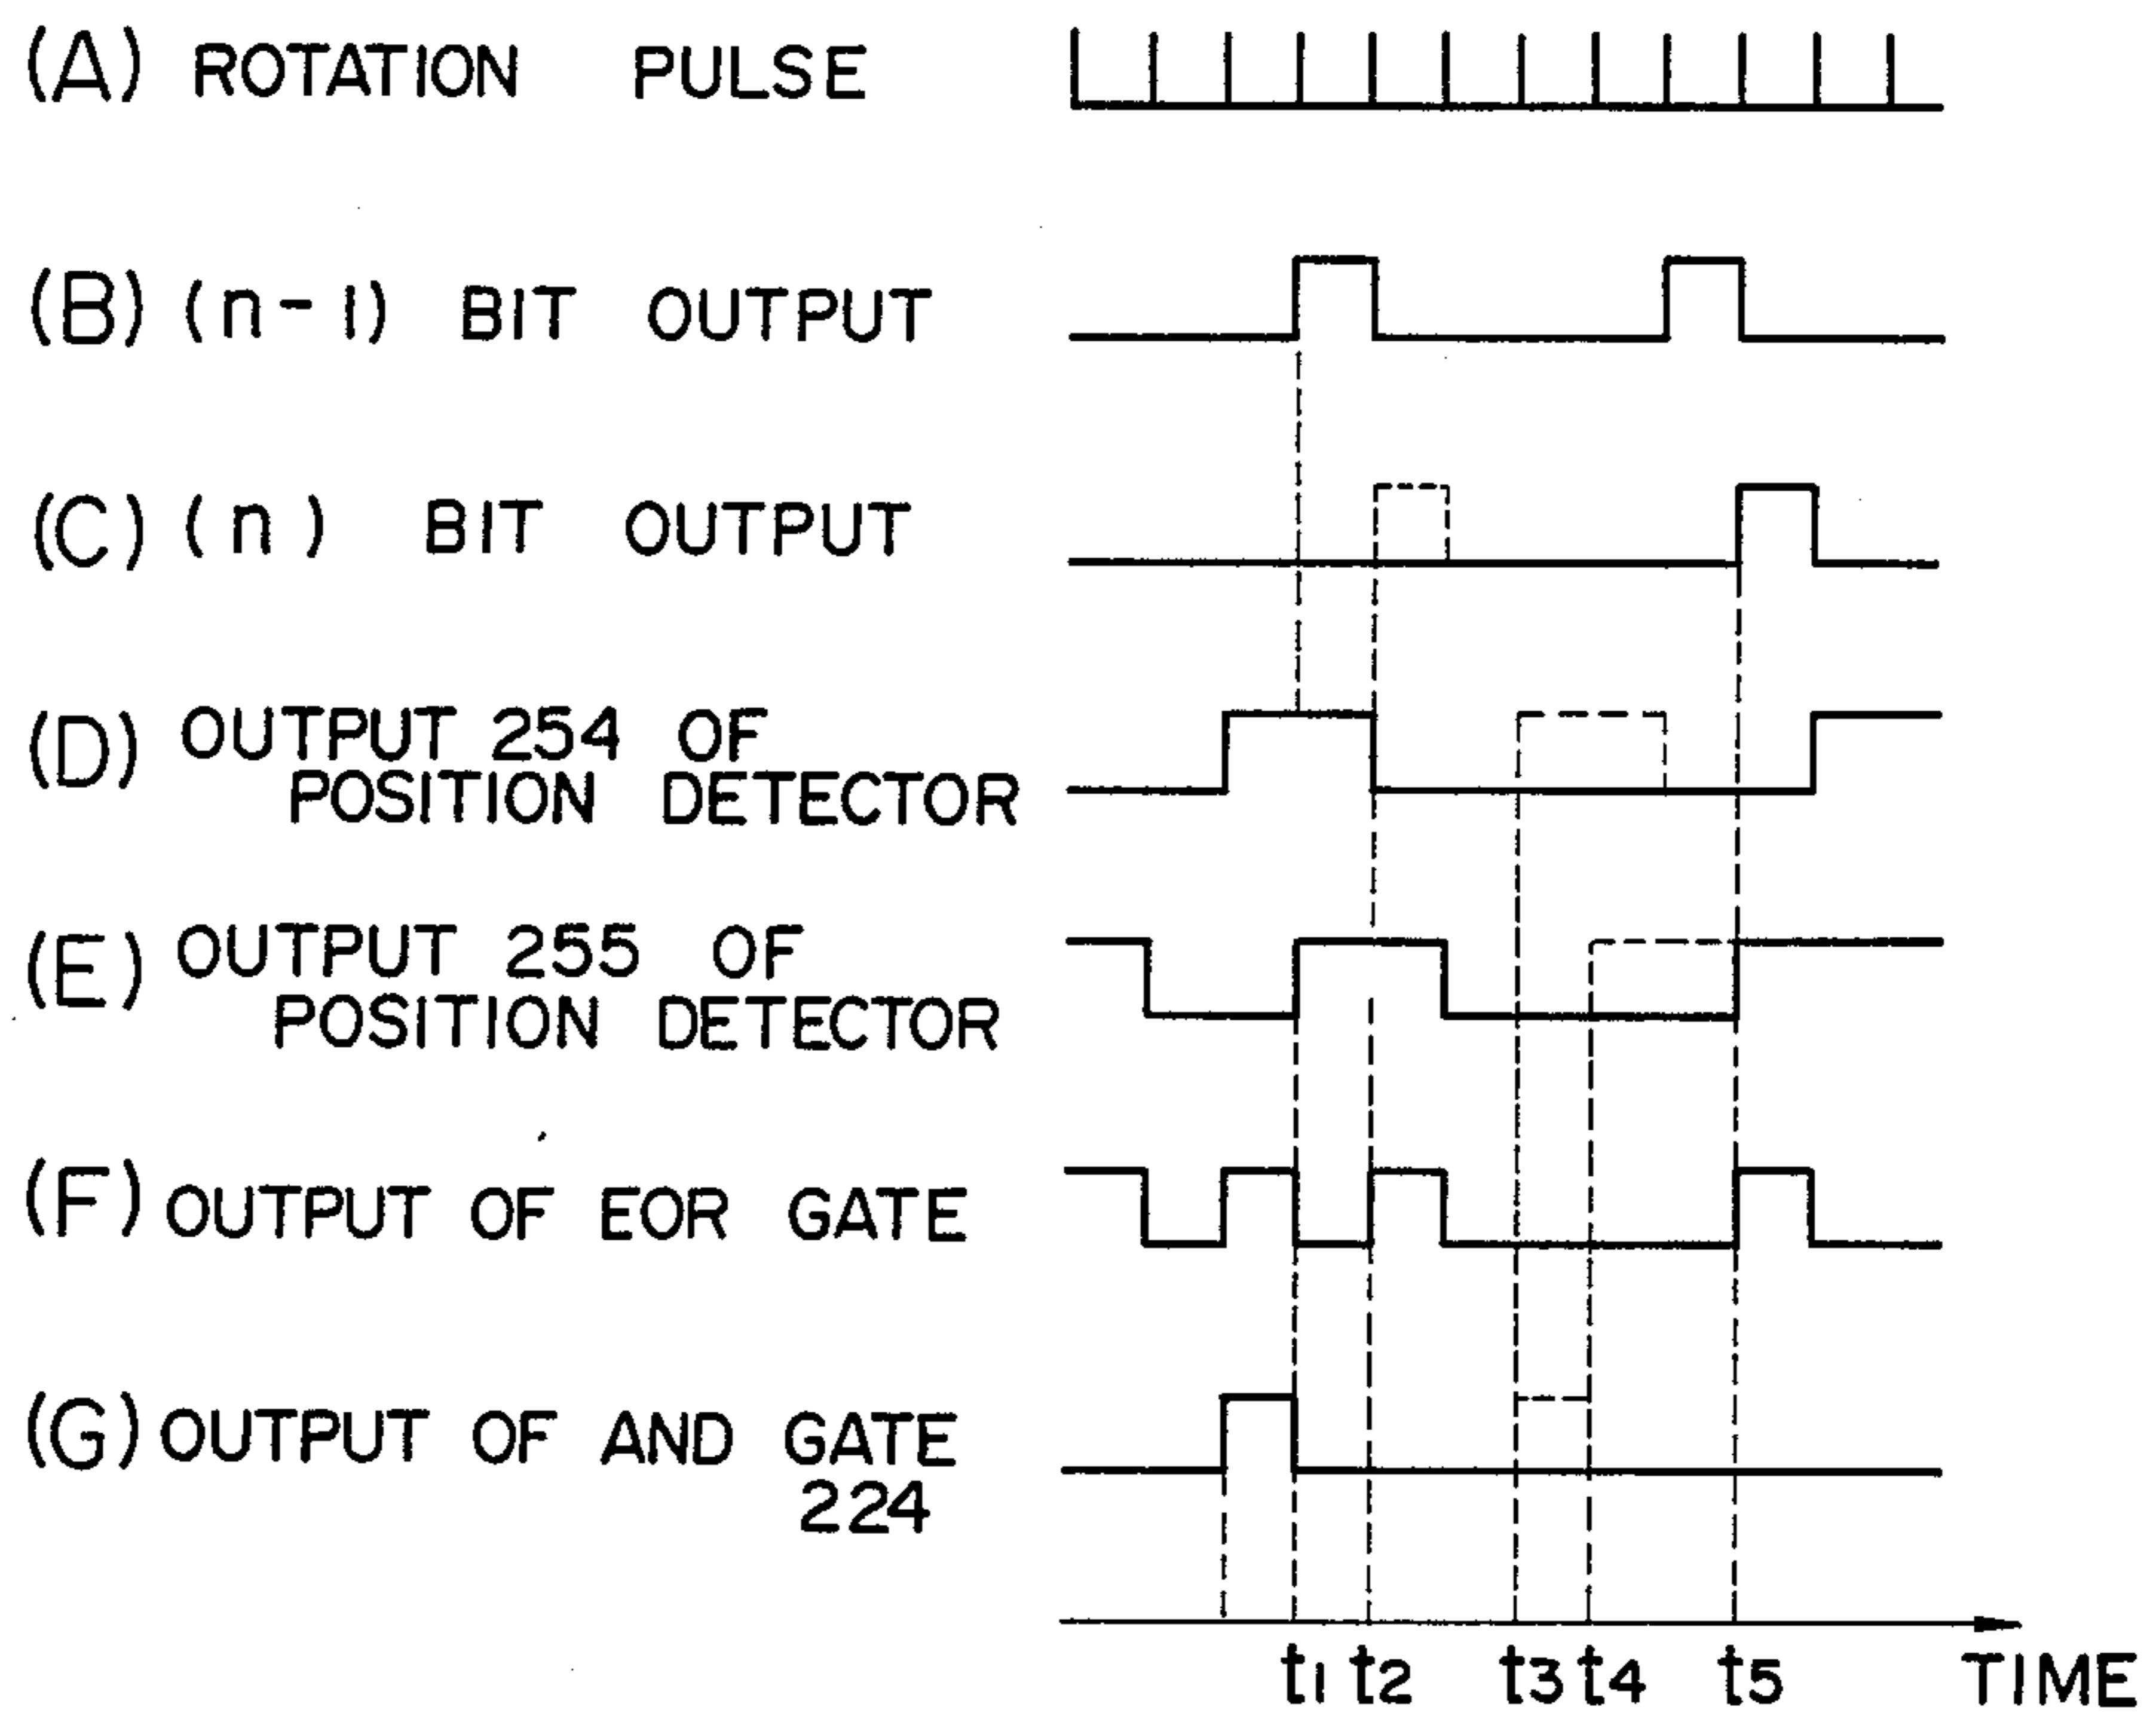 (A) ROTATION PULSE
(B) (n-1) BIT OUTPUT
(C) (n) BIT OUTPUT
(D) OUTPUT 254 OF
POSITION DETECTOR
(E) OUTPUT 255 OF
POSITION DETECTOR
(F) OUTPUT OF EOR GATE
(G) OUTPUT OF AND GATE
224
t1 t2 t3 t4 t5 TIME